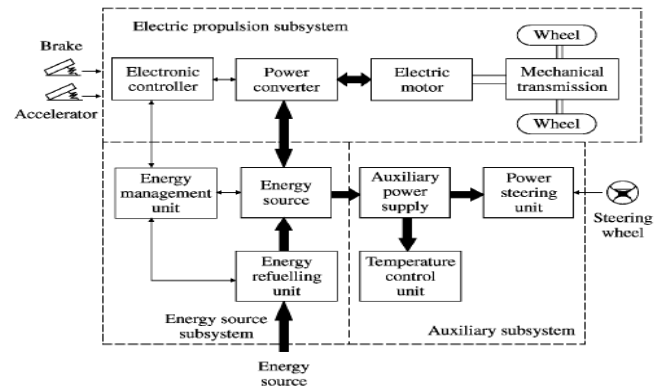 Electric propulsion subsystem
Wheel
Brake
Electronic
controller
Power
converter
Electric
motor
Mechanical
transmission
Accelerator
Wheel
Energy
management
unit
Energy
source
Auxiliary
power
supply
Power
steering
unit
Steering
wheel
Energy
refuelling
unit
Temperature
control
unit
Energy source
subsystem
Auxiliary subsystem
Energy
source